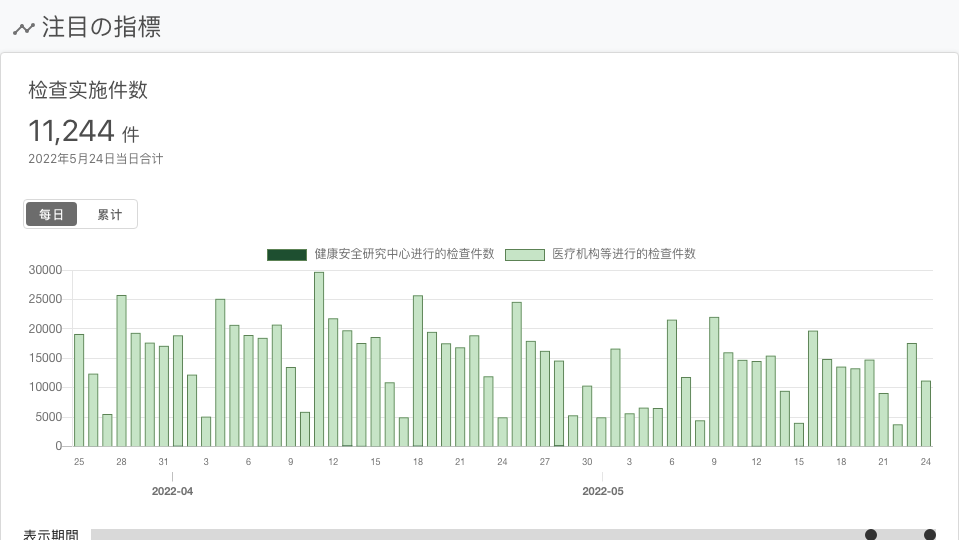 注目の指標
检查实施件数
11,244 件
2022年5月24日当日合计
每日 累计
健康安全研究中心进行的检查件数 医疗机构等进行的检查件数
30000
25000
20000
15000
10000
5000
0
25 28 31 3 6 9 12 15 18 21 24 27 30 3 6 9 12 15 18 21 24
2022-04 2022-05
表示期間